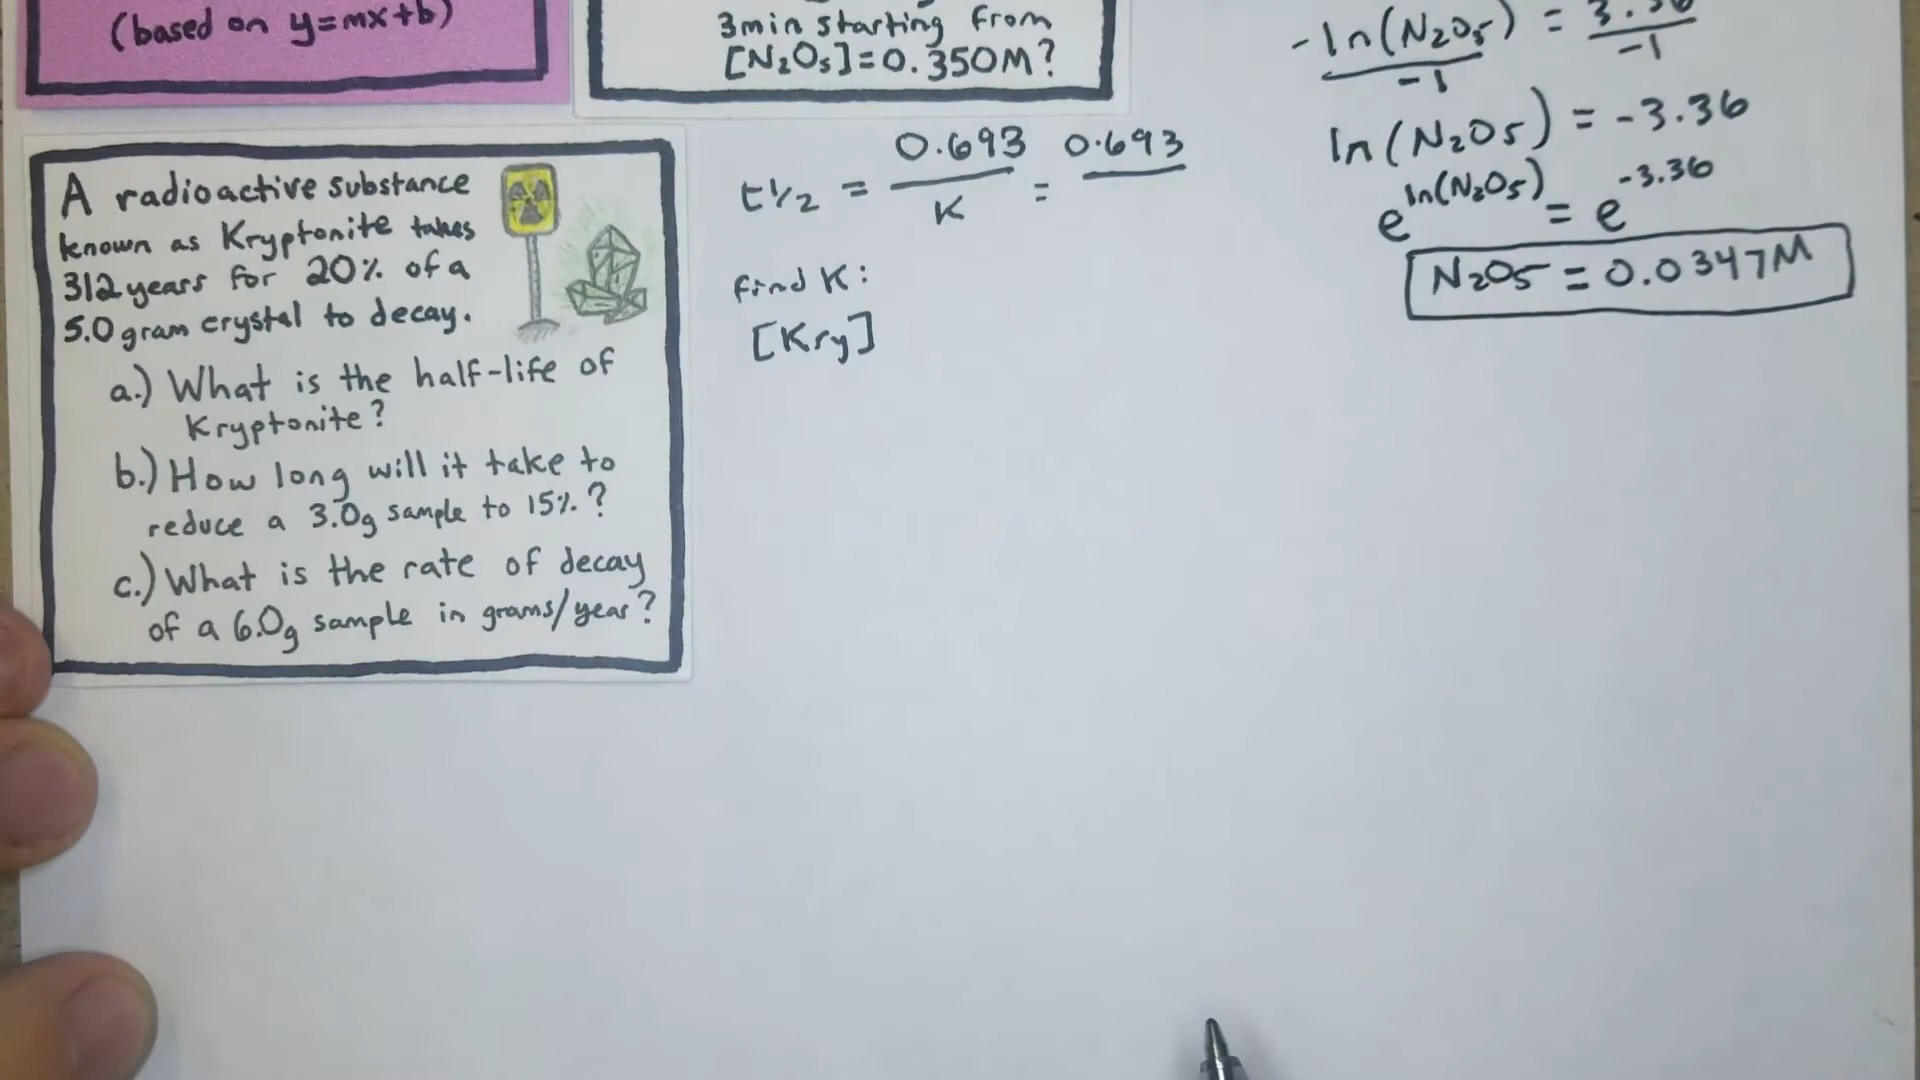 (based on y=mx+b)
3min starting from
[N₂O₅]=0.350M?
A radioactive substance
known as Kryptonite takes
312 years for 20% of a
5.0 gram crystal to decay.
a.) What is the half-life of
Kryptonite?
b.) How long will it take to
reduce a 3.0g sample to 15%?
c.) What is the rate of decay
of a 6.0g sample in grams/year?
t½ = 0.693/K = 0.693
find K:
[Kry]
-ln(N₂O₅)/-1 = 3.36/-1
ln(N₂O₅) = -3.36
e^ln(N₂O₅) = e^-3.36
N₂O₅ = 0.0347M